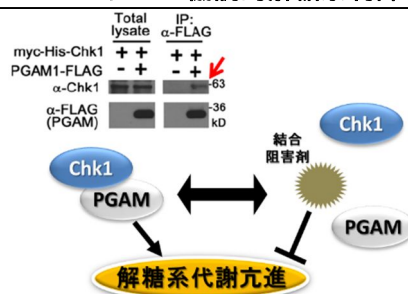 Total lysate
IP: α-FLAG
myc-His-Chk1 + + + +
PGAM1-FLAG - + - +
α-Chk1
-63
α-FLAG (PGAM)
-36
kD
Chk1
PGAM
結合
阻害剤
Chk1
PGAM
解糖系代謝亢進